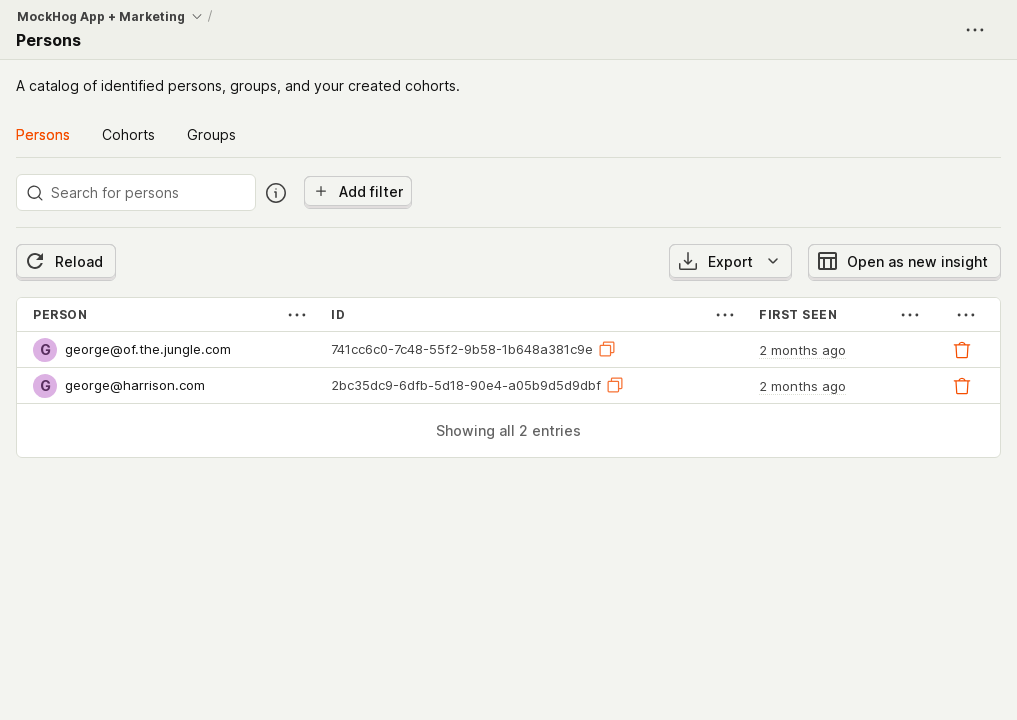 MockHog App + Marketing /
Persons
A catalog of identified persons, groups, and your created cohorts.
Persons Cohorts Groups
Search for persons Add filter
Reload Export Open as new insight
PERSON ID FIRST SEEN
G george@of.the.jungle.com 741cc6c0-7c48-55f2-9b58-1b648a381c9e 2 months ago
G george@harrison.com 2bc35dc9-6dfb-5d18-90e4-a05b9d5d9dbf 2 months ago
Showing all 2 entries